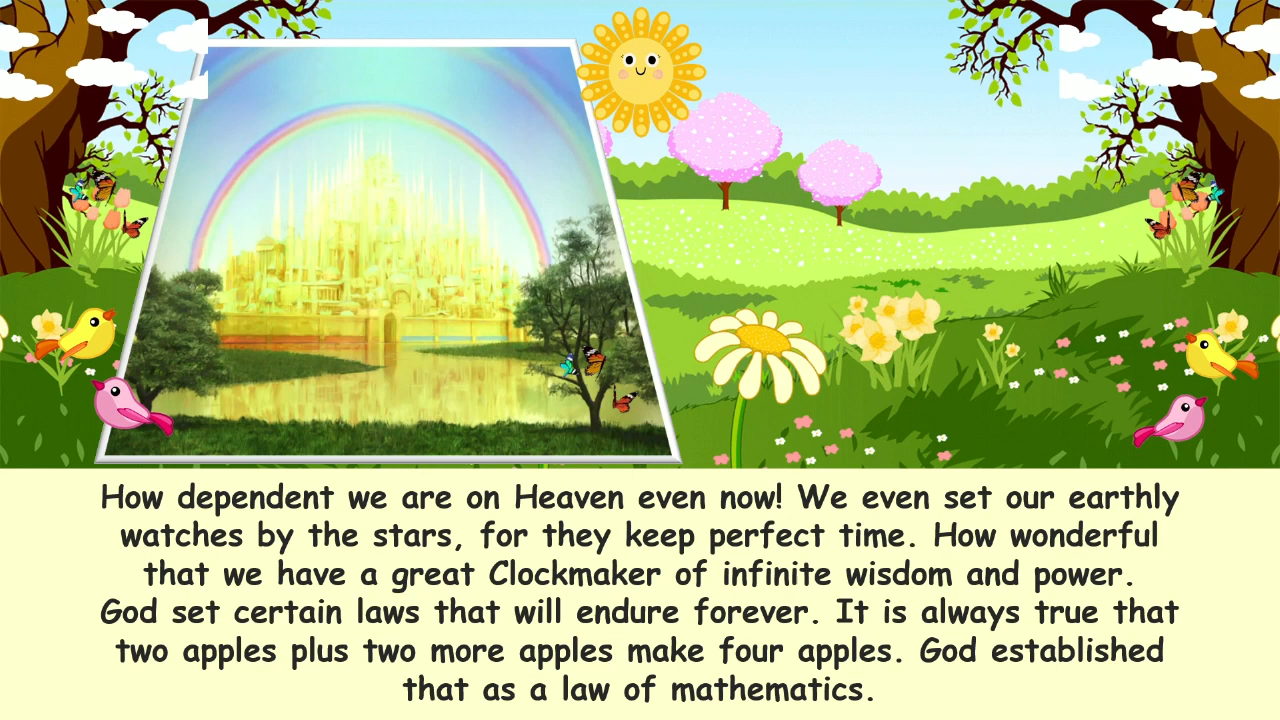 How dependent we are on Heaven even now! We even set our earthly
watches by the stars, for they keep perfect time. How wonderful
that we have a great Clockmaker of infinite wisdom and power.
God set certain laws that will endure forever. It is always true that
two apples plus two more apples make four apples. God established
that as a law of mathematics.